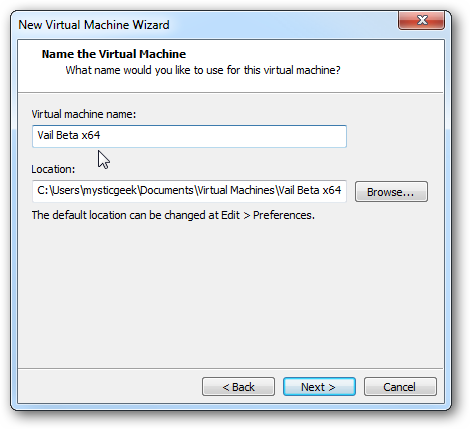 New Virtual Machine Wizard
Name the Virtual Machine
What name would you like to use for this virtual machine?
Virtual machine name:
Vail Beta x64
Location:
C:\Users\mysticgeek\Documents\Virtual Machines\Vail Beta x64
Browse...
The default location can be changed at Edit > Preferences.
< Back
Next >
Cancel